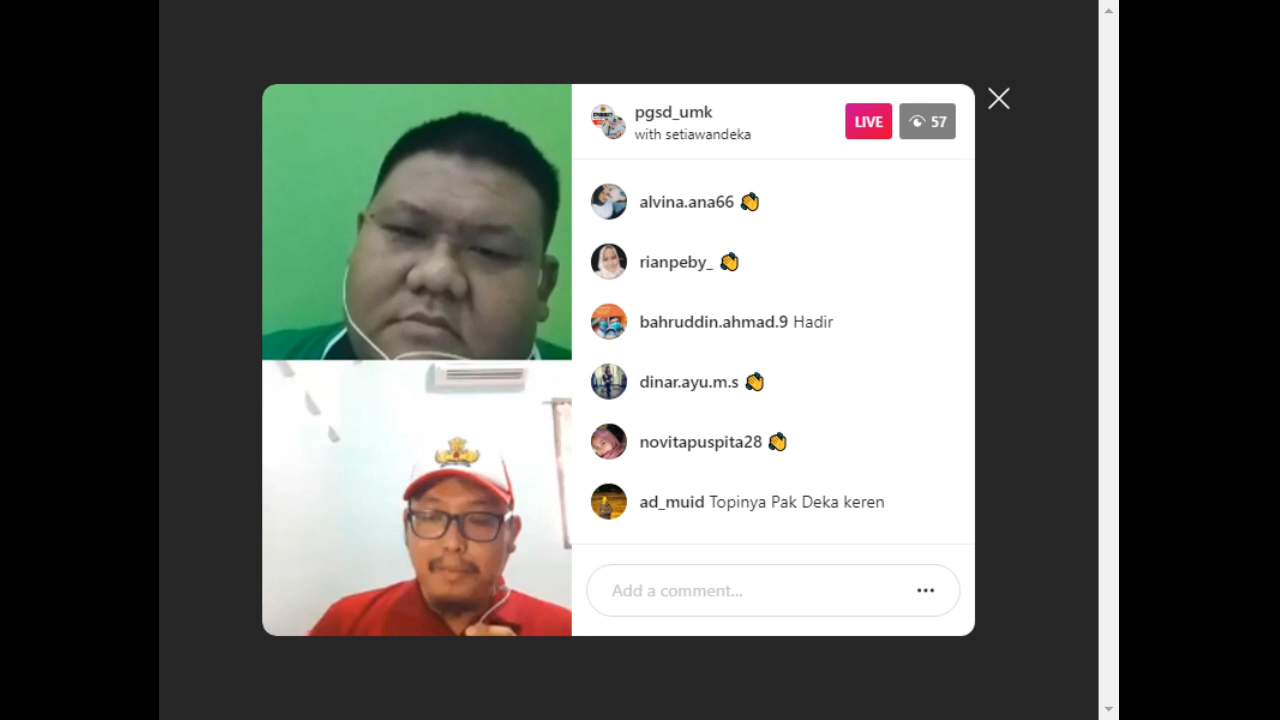 pgsd_umk
with setiawandeka
LIVE
57
alvina.ana66 👏
rianpeby_ 👏
bahruddin.ahmad.9 Hadir
dinar.ayu.m.s 👏
novitapuspita28 👏
ad_muid Topinya Pak Deka keren
Add a comment...